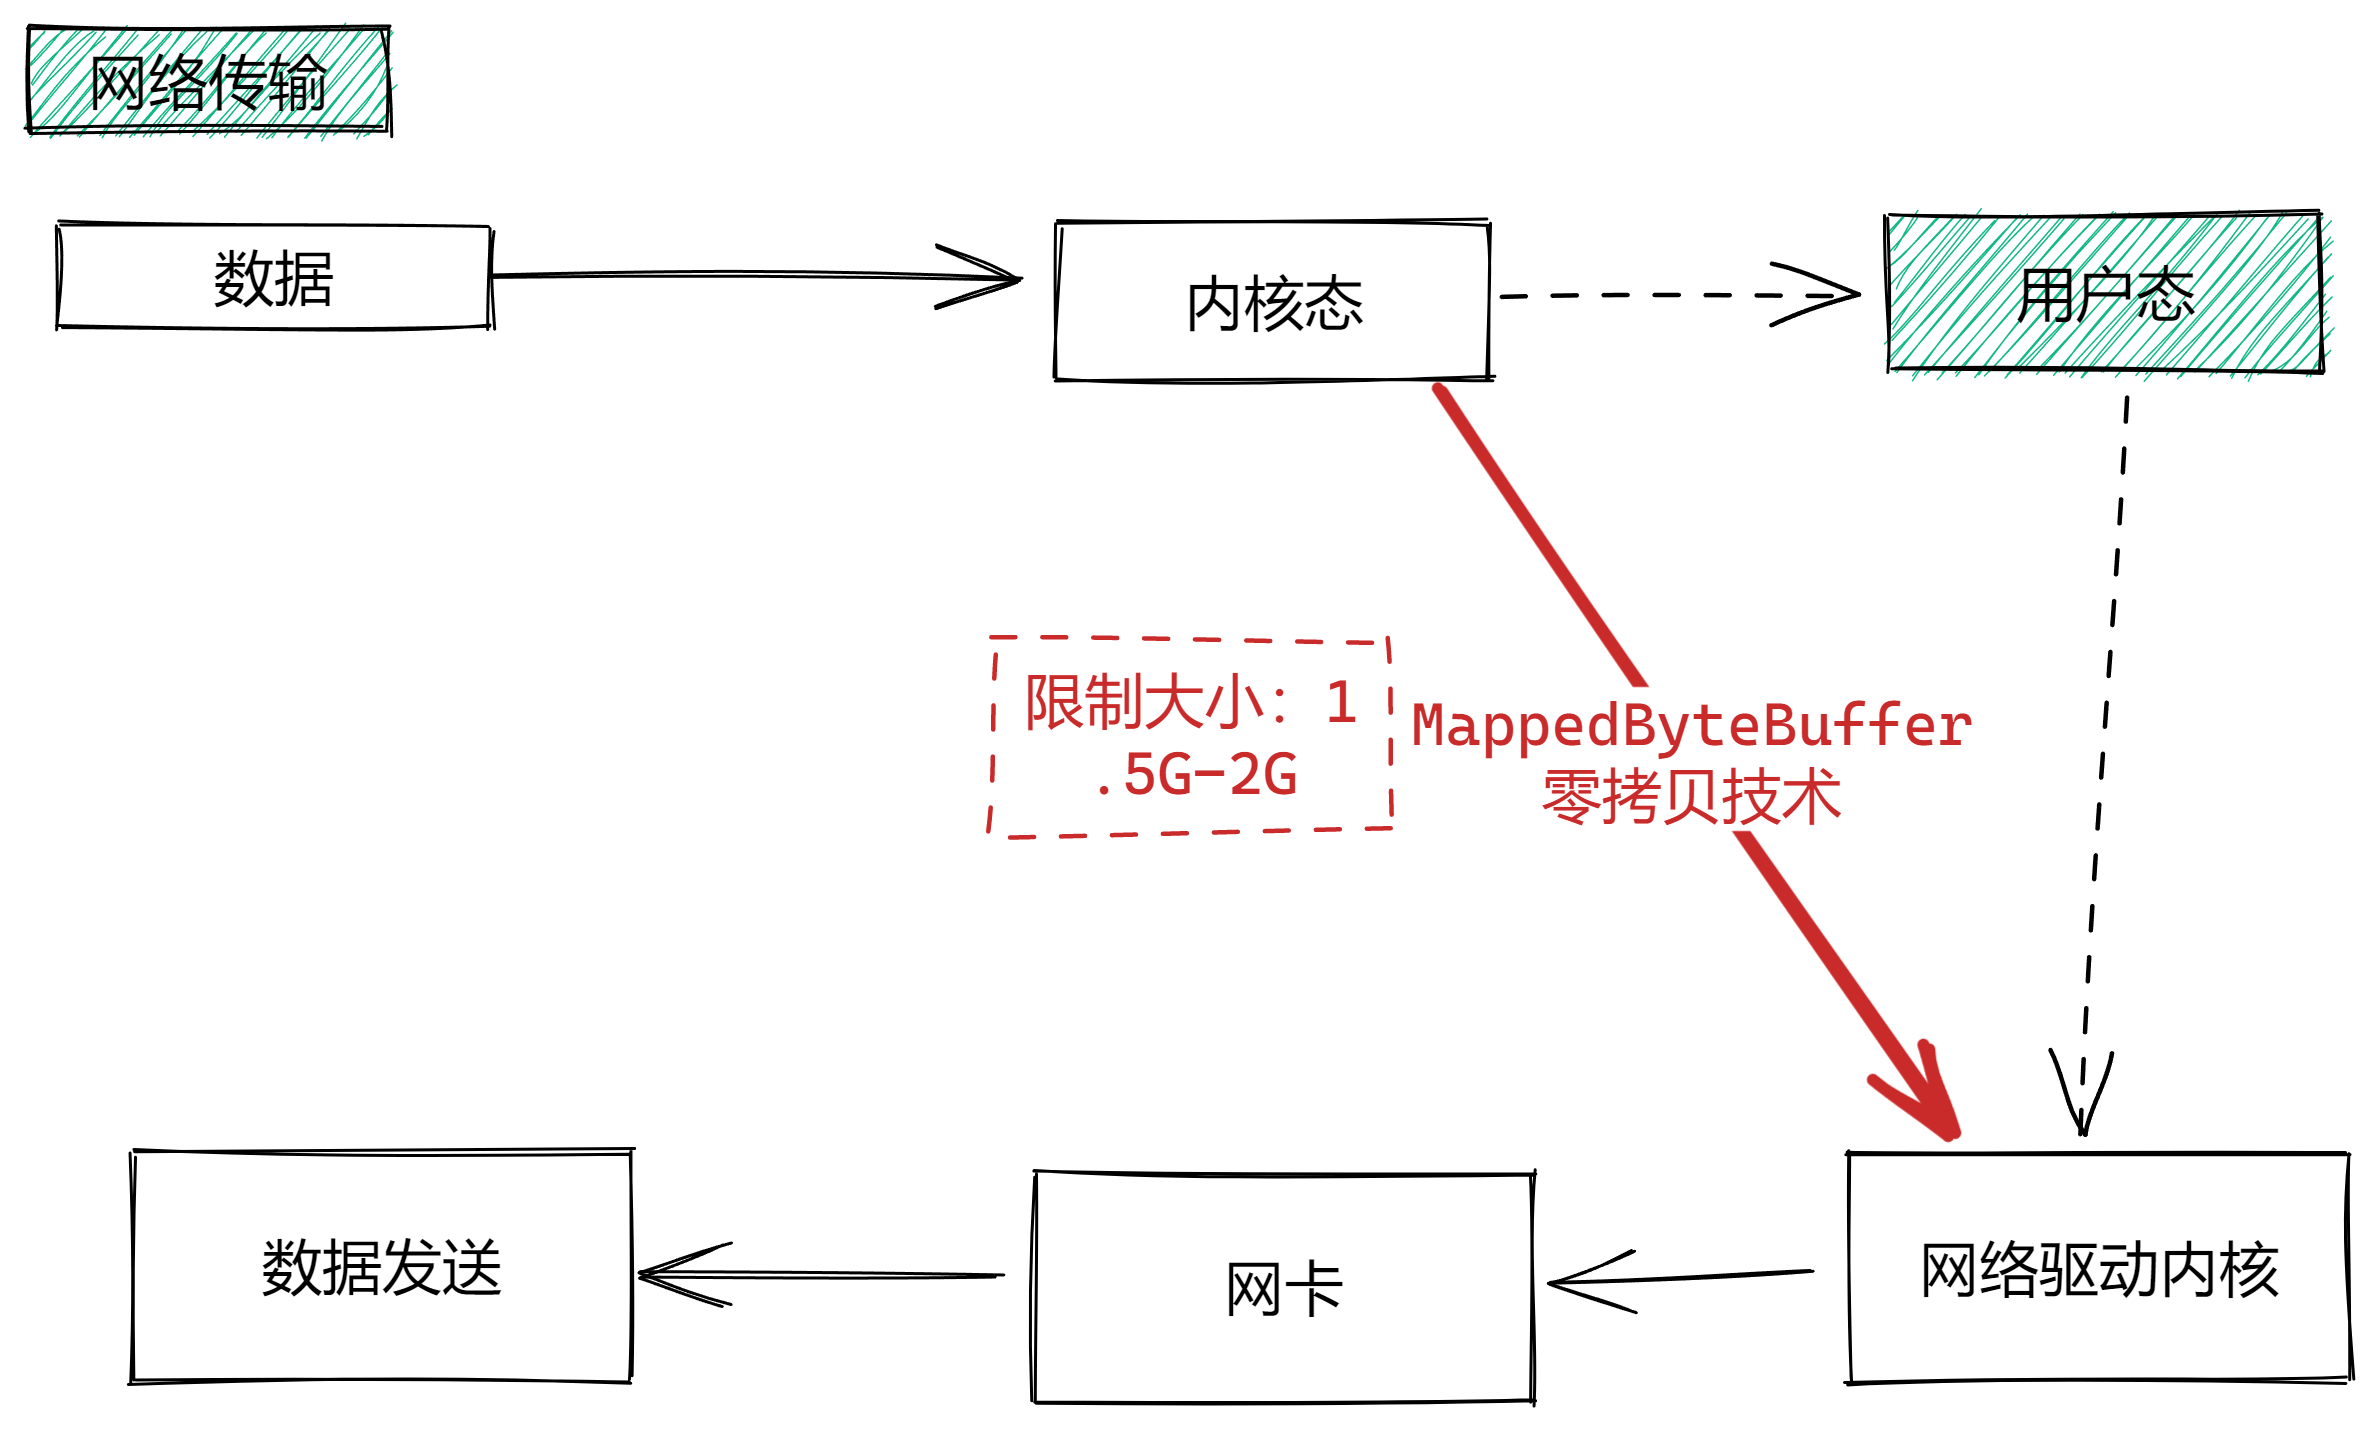 网络传输
数据
内核态
用户态
限制大小：1
.5G-2G
MappedByteBuffer
零拷贝技术
数据发送
网卡
网络驱动内核